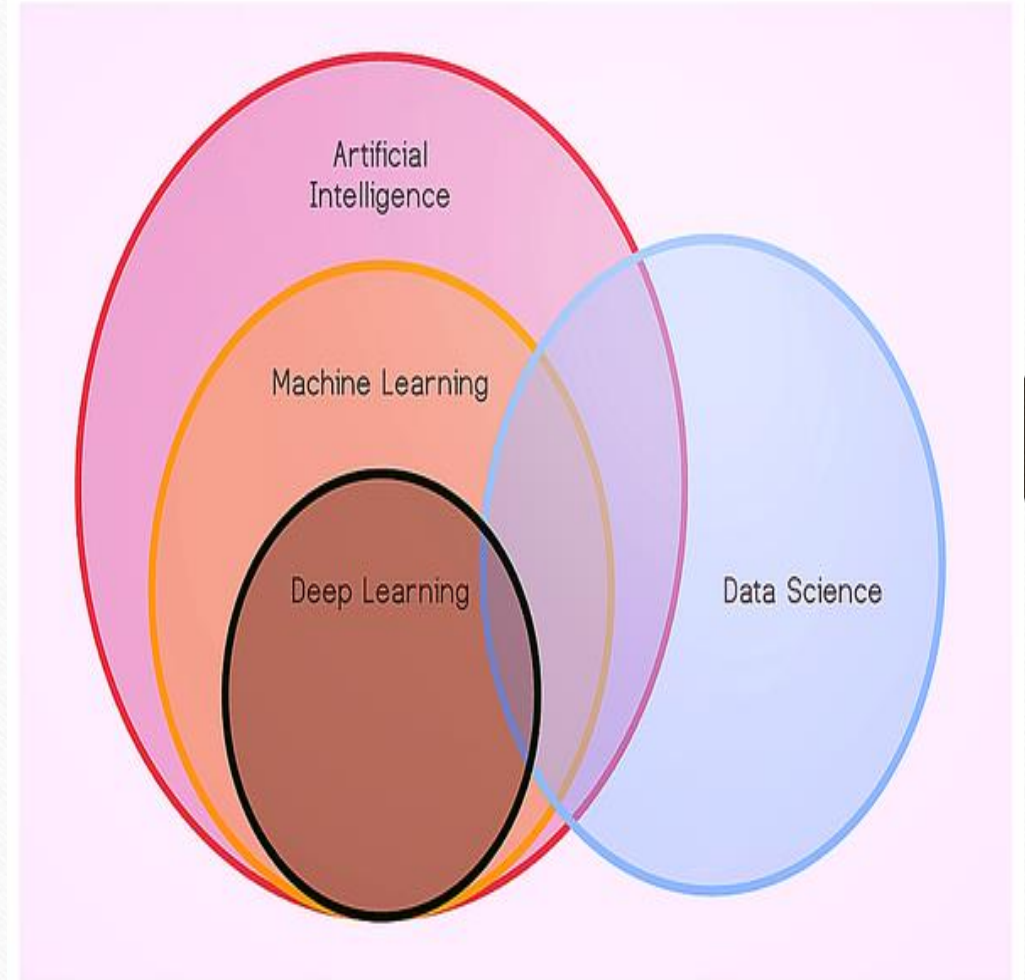 Artificial
Intelligence
Machine Learning
Deep Learning
Data Science